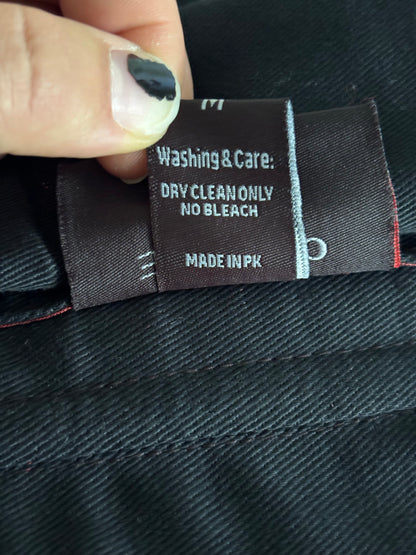 Washing&Care:
DRY CLEAN ONLY
NO BLEACH
MADE IN PK